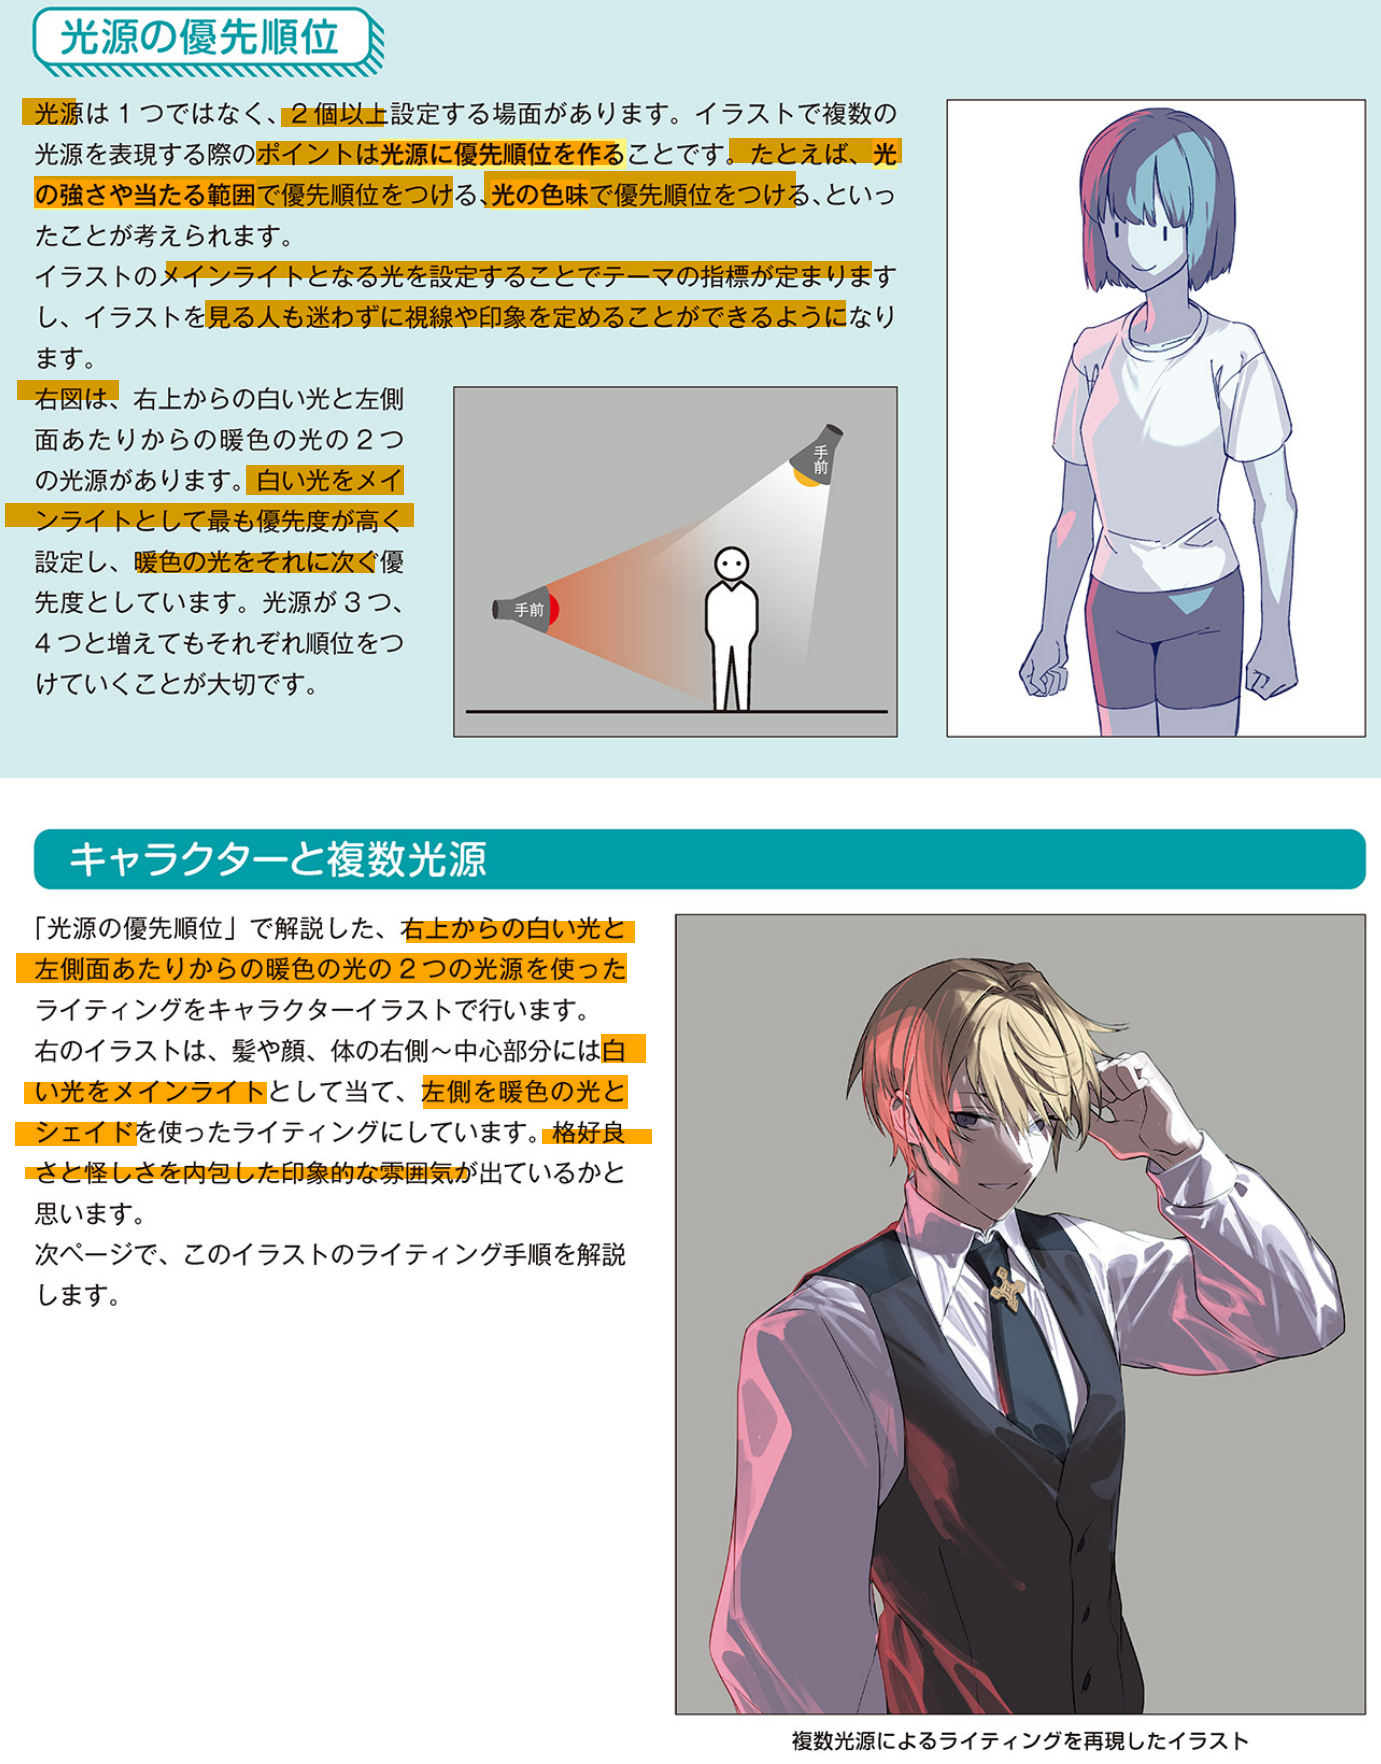 光源の優先順位
光源は1つではなく、2個以上設定する場面があります。イラストで複数の
光源を表現する際のポイントは光源に優先順位を作ることです。たとえば、光
の強さや当たる範囲で優先順位をつける、光の色味で優先順位をつける、といっ
たことが考えられます。
イラストのメインライトとなる光を設定することでテーマの指標が定まります
し、イラストを見る人も迷わずに視線や印象を定めることができるようになり
ます。
右図は、右上からの白い光と左側
面あたりからの暖色の光の2つ
の光源があります。白い光をメイ
ンライトとして最も優先度が高く
設定し、暖色の光をそれに次ぐ優
先度としています。光源が3つ、
4つと増えてもそれぞれ順位をつ
けていくことが大切です。
手前
手前
キャラクターと複数光源
「光源の優先順位」で解説した、右上からの白い光と
左側面あたりからの暖色の光の2つの光源を使った
ライティングをキャラクターイラストで行います。
右のイラストは、髪や顔、体の右側〜中心部分には白
い光をメインライトとして当て、左側を暖色の光と
シェイドを使ったライティングにしています。格好良
さと怪しさを内包した印象的な雰囲気が出ているかと
思います。
次ページで、このイラストのライティング手順を解説
します。
複数光源によるライティングを再現したイラスト